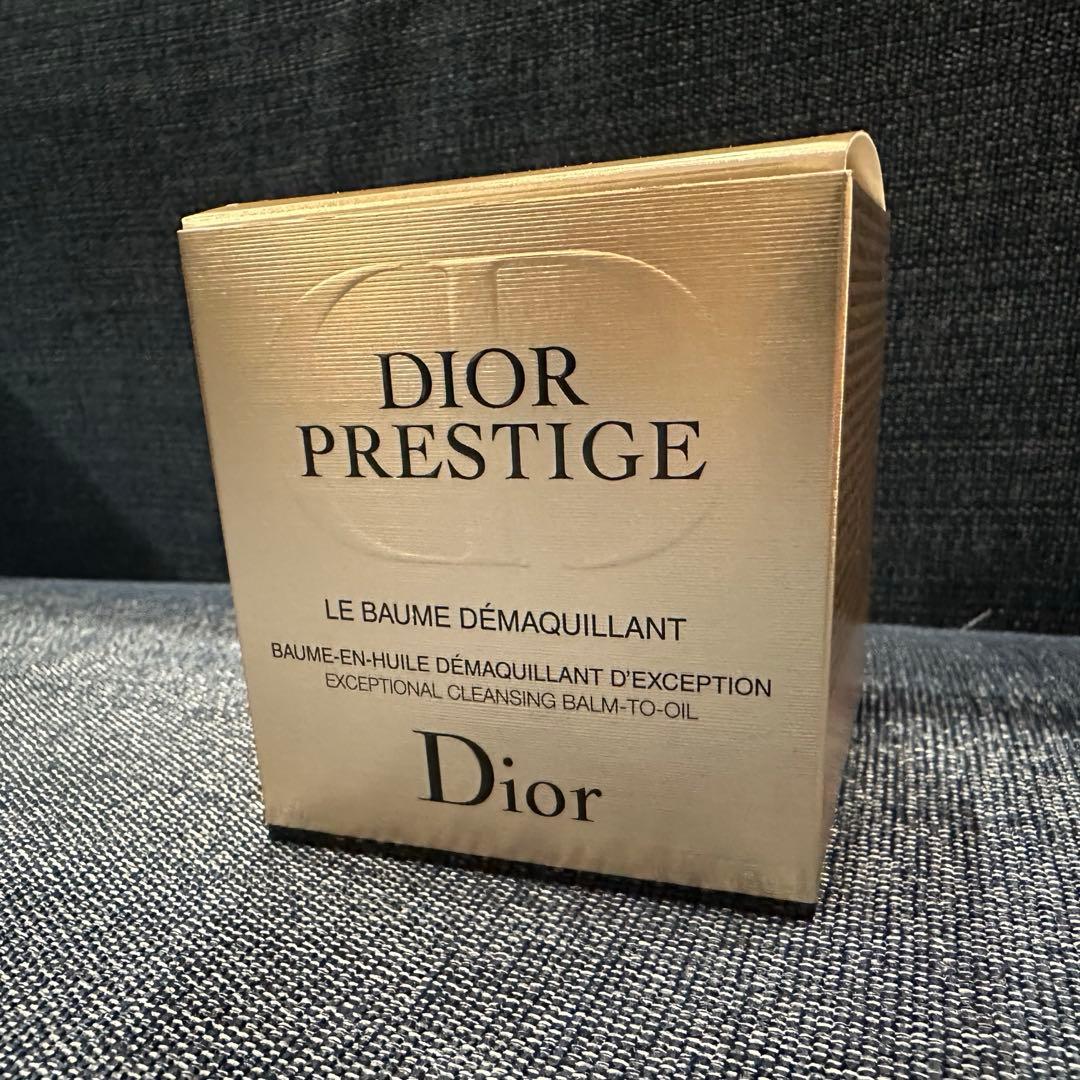 DIOR
PRESTIGE
LE BAUME DÉMAQUILLANT
BAUME-EN-HUILE DÉMAQUILLANT D'EXCEPTION
EXCEPTIONAL CLEANSING BALM-TO-OIL
Dior